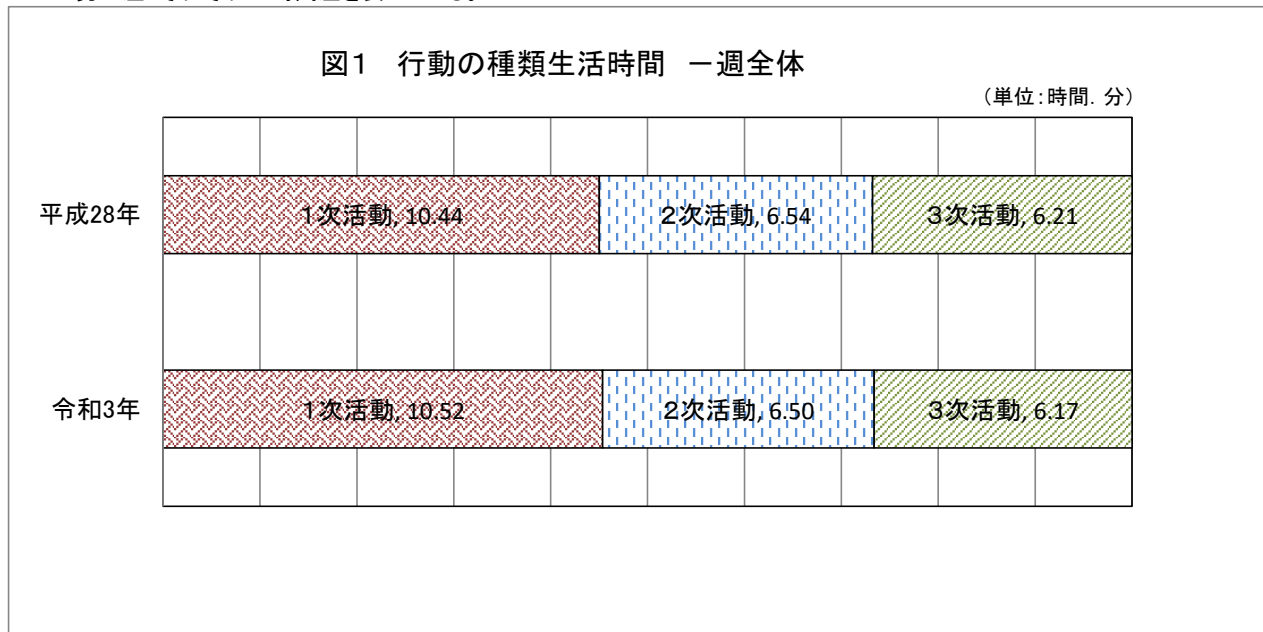 図1　行動の種類生活時間　－週全体
（単位：時間．分）
平成28年
1次活動, 10.44
2次活動, 6.54
3次活動, 6.21
令和3年
1次活動, 10.52
2次活動, 6.50
3次活動, 6.17